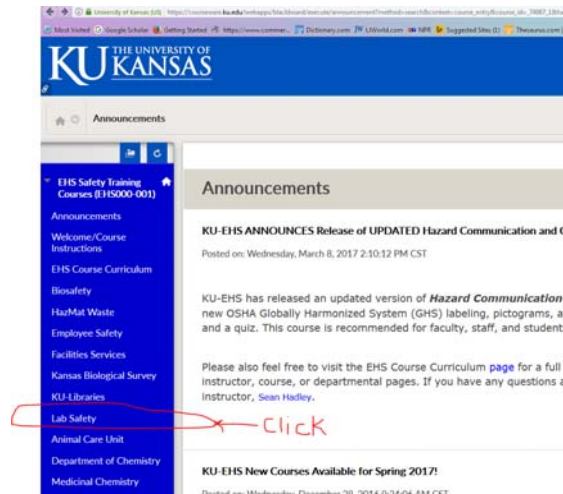 University of Kansas (US)
Most Visited Google Scholar Getting Started Dictionary.com Suggested Sites Thesaurus.com
KU THE UNIVERSITY OF KANSAS
Announcements
EHS Safety Training Courses (EHS000-001)
Announcements
Welcome/Course Instructions
EHS Course Curriculum
Biosafety
HazMat Waste
Employee Safety
Facilities Services
Kansas Biological Survey
KU-Libraries
Lab Safety
Animal Care Unit
Department of Chemistry
Medicinal Chemistry
click
Announcements
KU-EHS ANNOUNCES Release of UPDATED Hazard Communication and
Posted on: Wednesday, March 8, 2017 2:10:12 PM CST
KU-EHS has released an updated version of Hazard Communication
new OSHA Globally Harmonized System (GHS) labeling, pictograms, a
and a quiz. This course is recommended for faculty, staff, and student
Please also feel free to visit the EHS Course Curriculum page for a full
instructor, course, or departmental pages. If you have any questions a
instructor, Sean Hadley.
KU-EHS New Courses Available for Spring 2017!